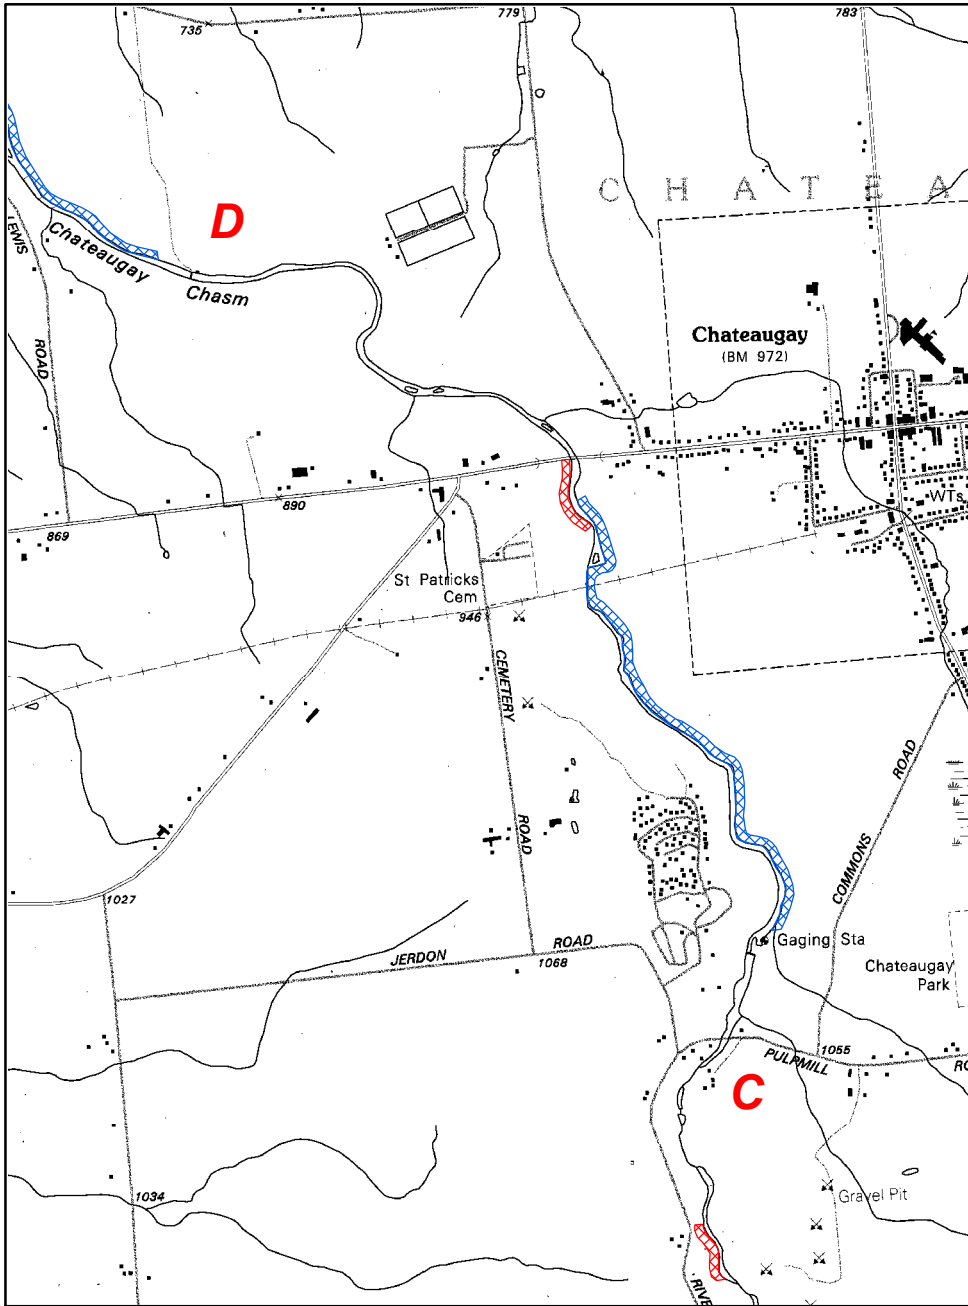 735
779
783
C H A T E A
D
LEWIS
ROAD
Chateaugay
Chasm
Chateaugay
(BM 972)
890
869
WTs
St Patricks
Cem
946
CEMETERY
ROAD
ROAD
COMMONS
1027
JERDON
ROAD
1068
Gaging Sta
Chateaugay
Park
PULPMILL
1055
RO
C
1034
Gravel Pit
RIVE